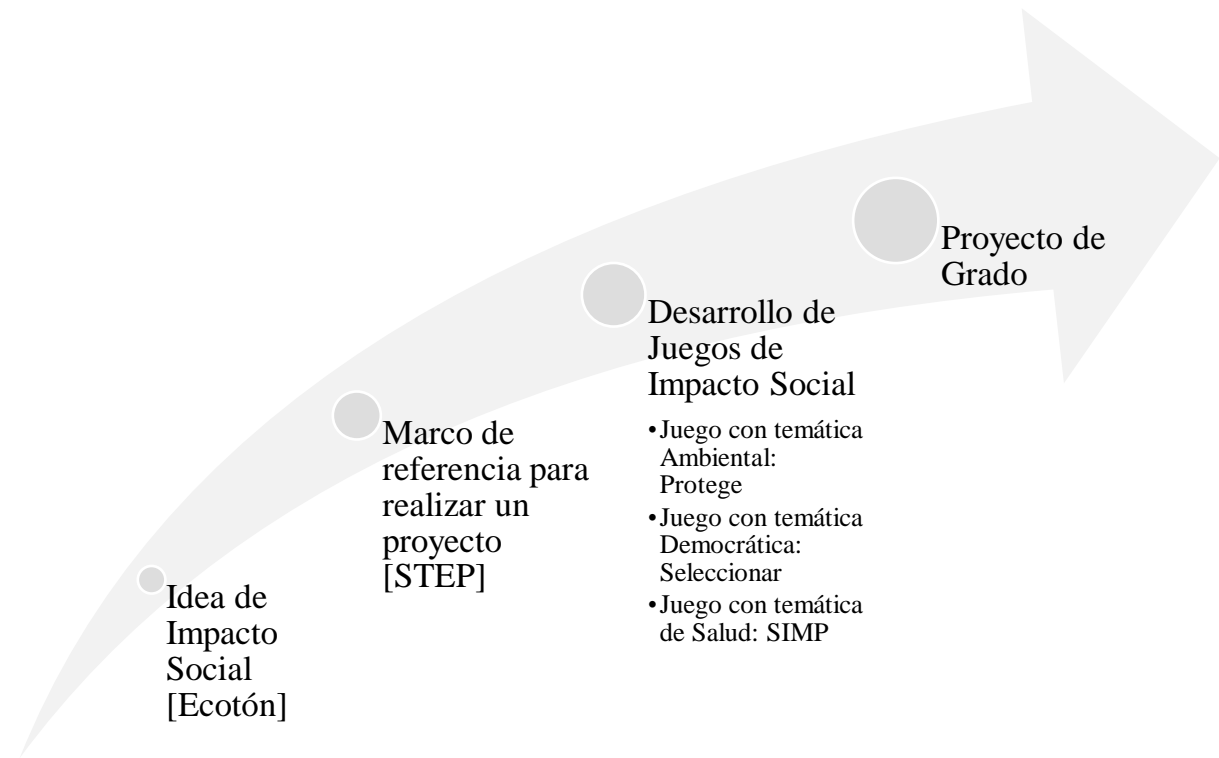 Idea de
Impacto
Social
[Ecotón]
Marco de
referencia para
realizar un
proyecto
[STEP]
Desarrollo de
Juegos de
Impacto Social
•Juego con temática
Ambiental:
Protege
•Juego con temática
Democrática:
Seleccionar
•Juego con temática
de Salud: SIMP
Proyecto de
Grado